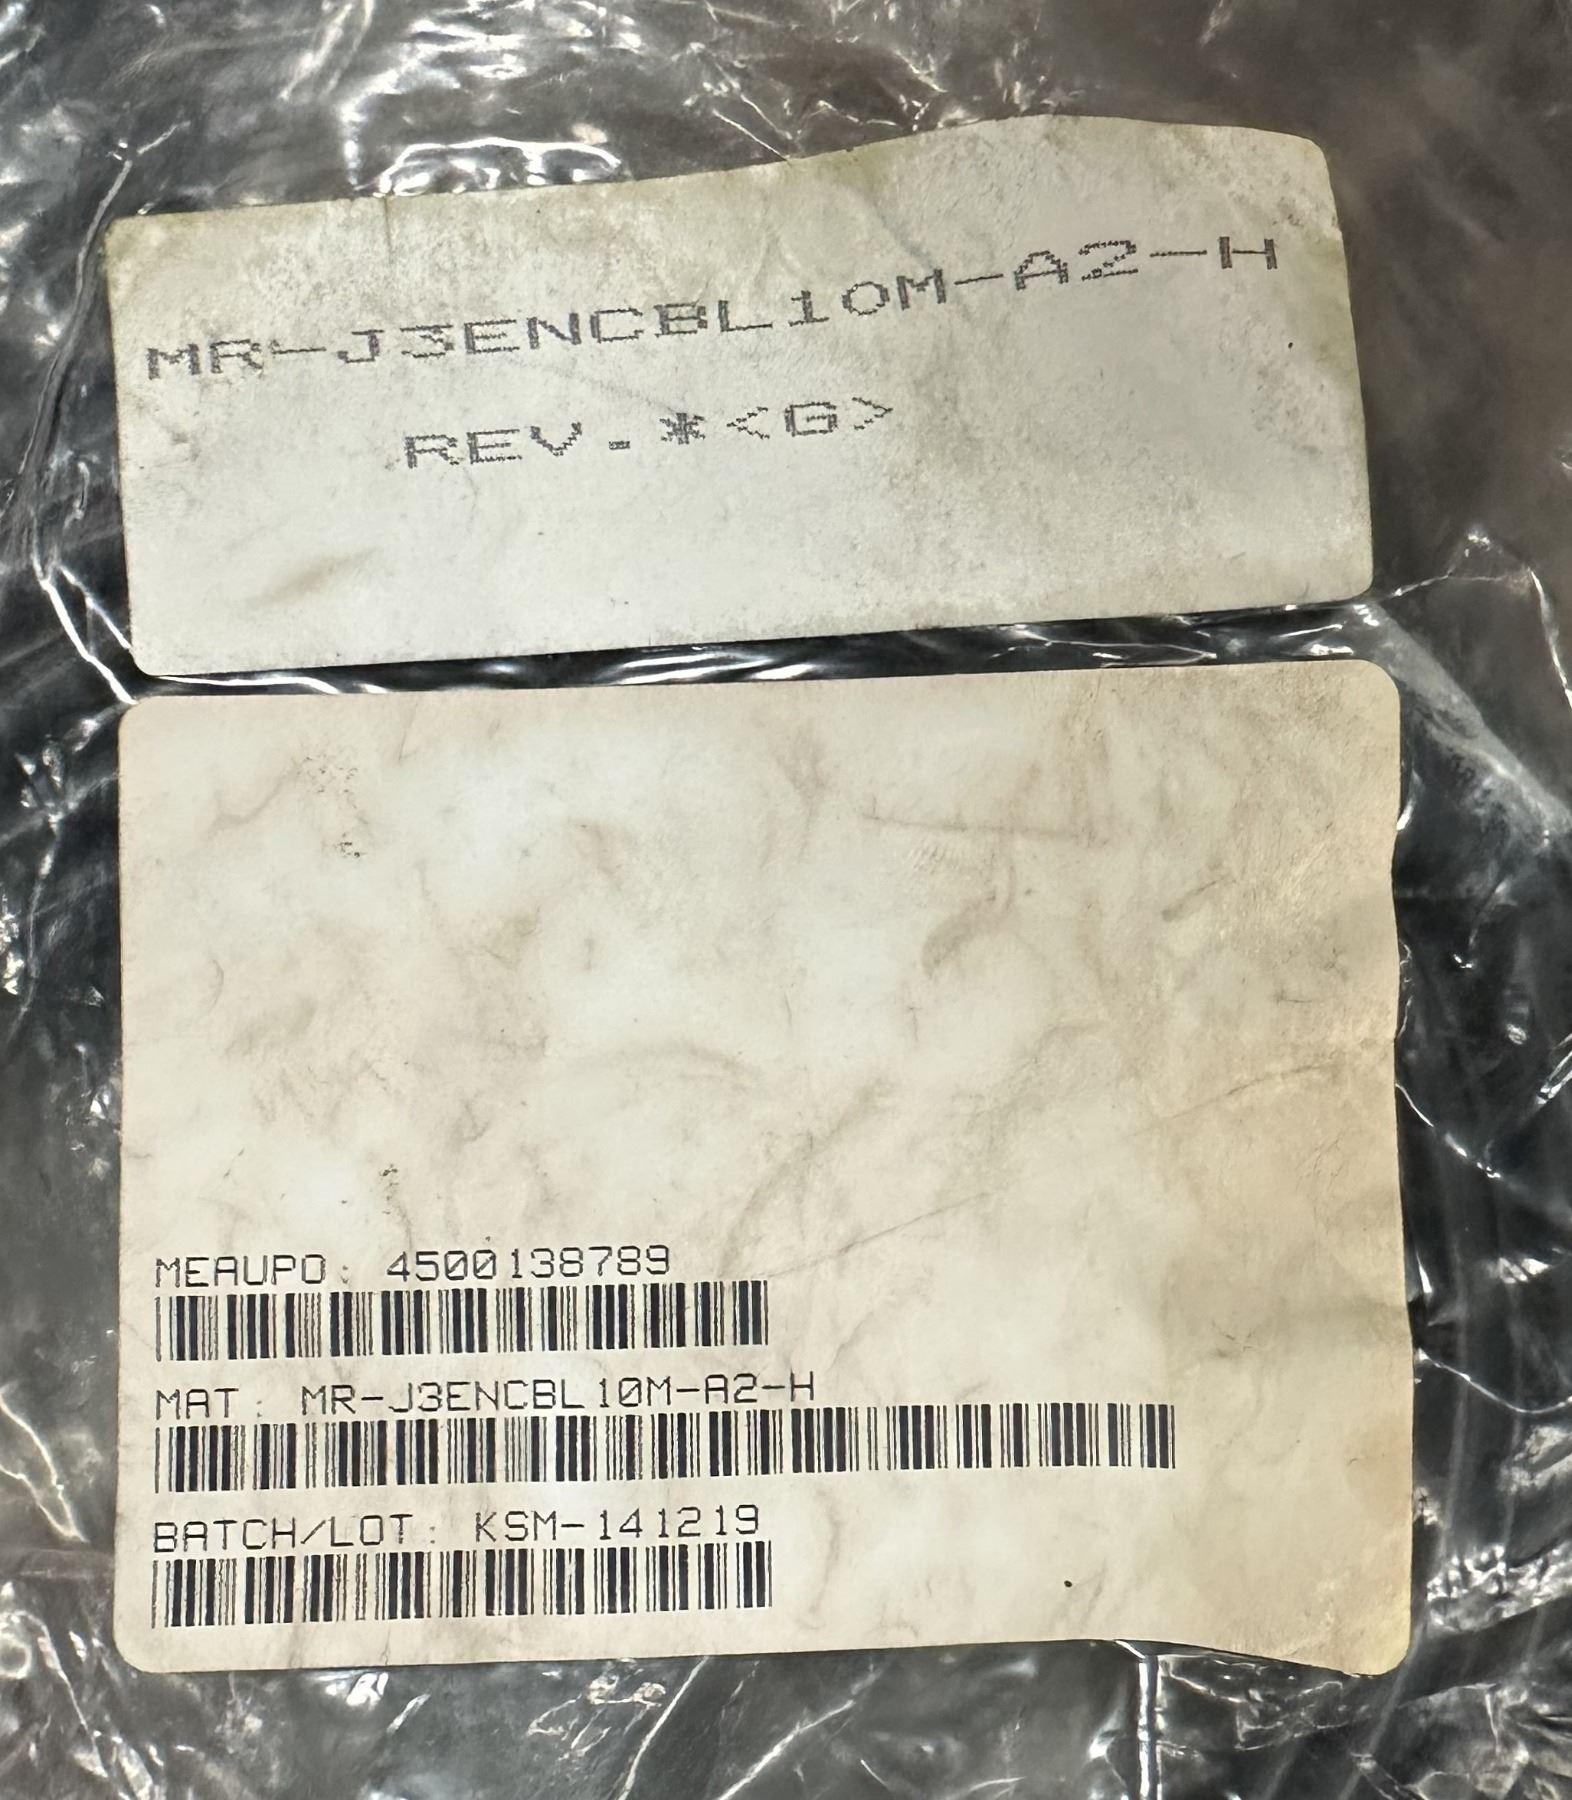 MR-J3ENCBL10M-A2-H
REV.*<G>
MEAUPO: 4500138789
MAT: MR-J3ENCBL10M-A2-H
BATCH/LOT: KSM-141219